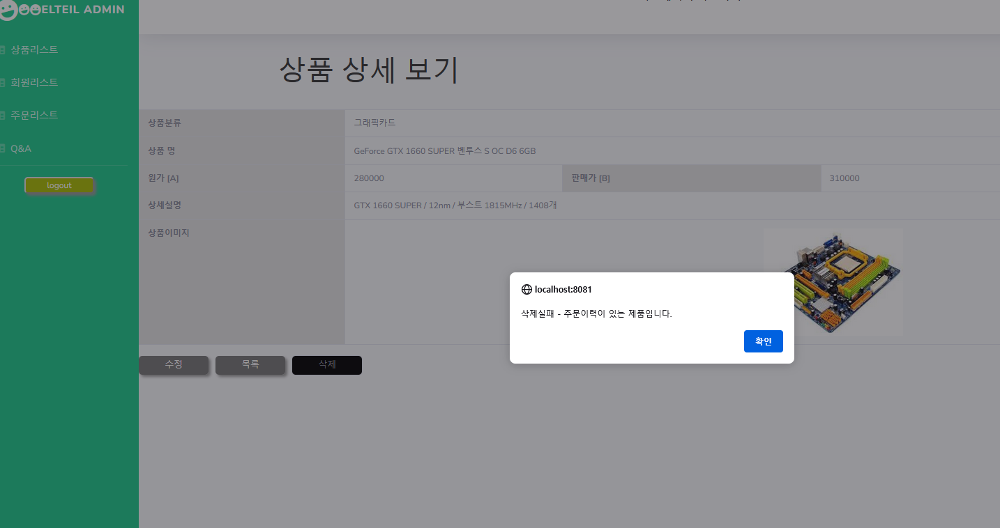 ELTEIL ADMIN
상품리스트
회원리스트
주문리스트
Q&A
logout
상품 상세 보기
상품분류 그래픽카드
상품 명 GeForce GTX 1660 SUPER 벤투스 S OC D6 6GB
원가 [A] 280000 판매가 [B] 310000
상세설명 GTX 1660 SUPER / 12nm / 부스트 1815MHz / 1408개
상품이미지
localhost:8081
삭제실패 - 주문이력이 있는 제품입니다.
확인
수정 목록 삭제